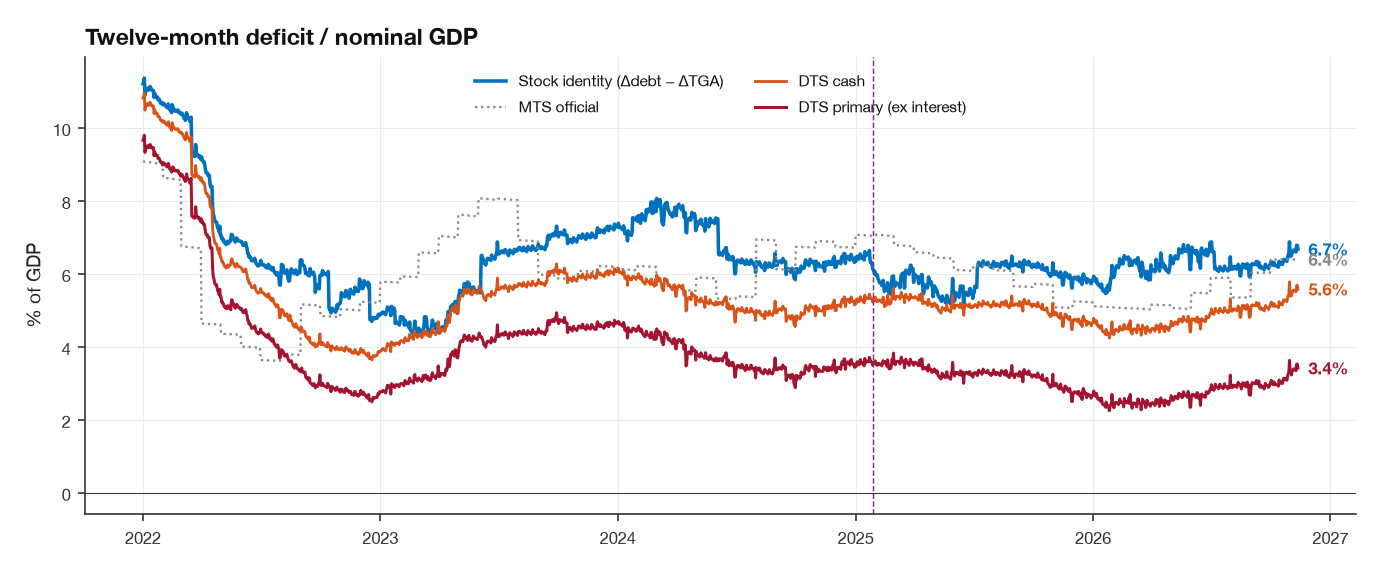 Twelve-month deficit / nominal GDP
Stock identity (Δdebt − ΔTGA)
DTS cash
MTS official
DTS primary (ex interest)
% of GDP
10
8
6
4
2
0
6.7%
6.4%
5.6%
3.4%
2022
2023
2024
2025
2026
2027